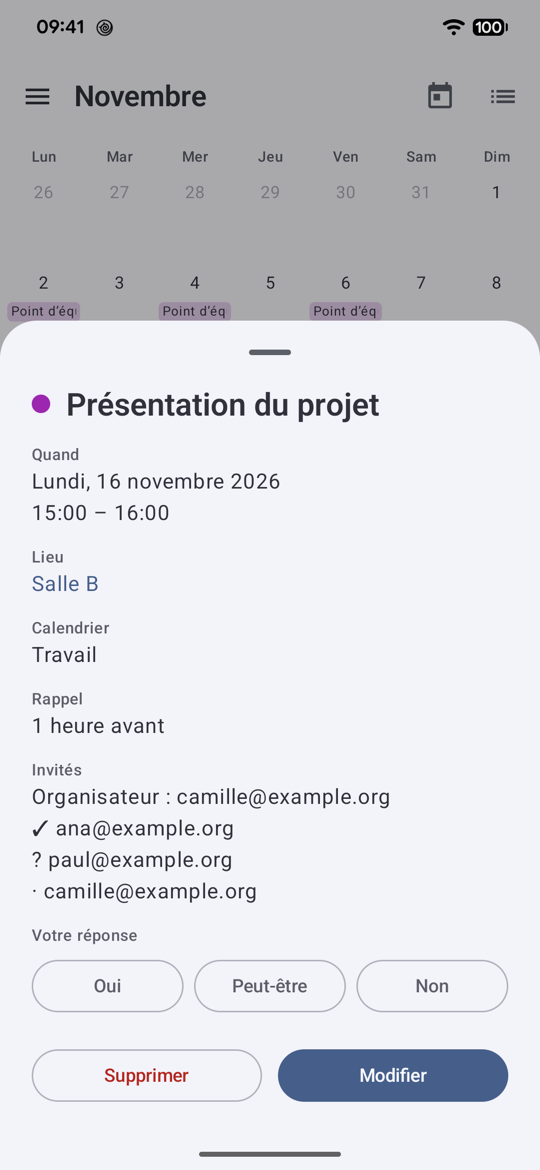 09:41
100
Novembre
Lun Mar Mer Jeu Ven Sam Dim
26 27 28 29 30 31 1
2 3 4 5 6 7 8
Point d'éq Point d'éq Point d'éq
Présentation du projet
Quand
Lundi, 16 novembre 2026
15:00 – 16:00
Lieu
Salle B
Calendrier
Travail
Rappel
1 heure avant
Invités
Organisateur : camille@example.org
✓ ana@example.org
? paul@example.org
· camille@example.org
Votre réponse
Oui Peut-être Non
Supprimer Modifier